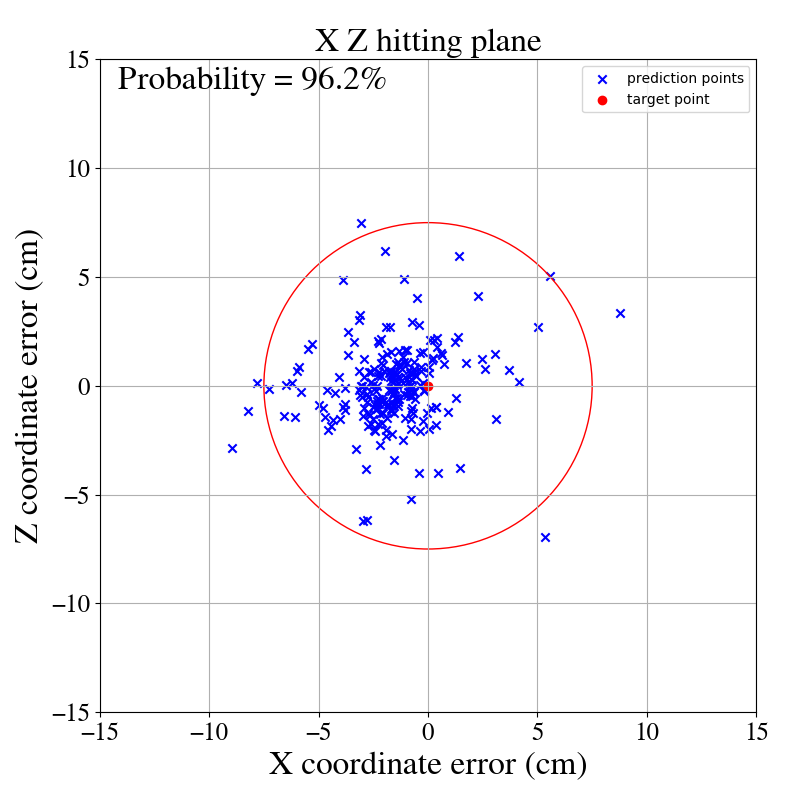 X Z hitting plane
Probability = 96.2%
prediction points
target point
15
10
5
0
−5
−10
−15
Z coordinate error (cm)
−15 −10 −5 0 5 10 15
X coordinate error (cm)